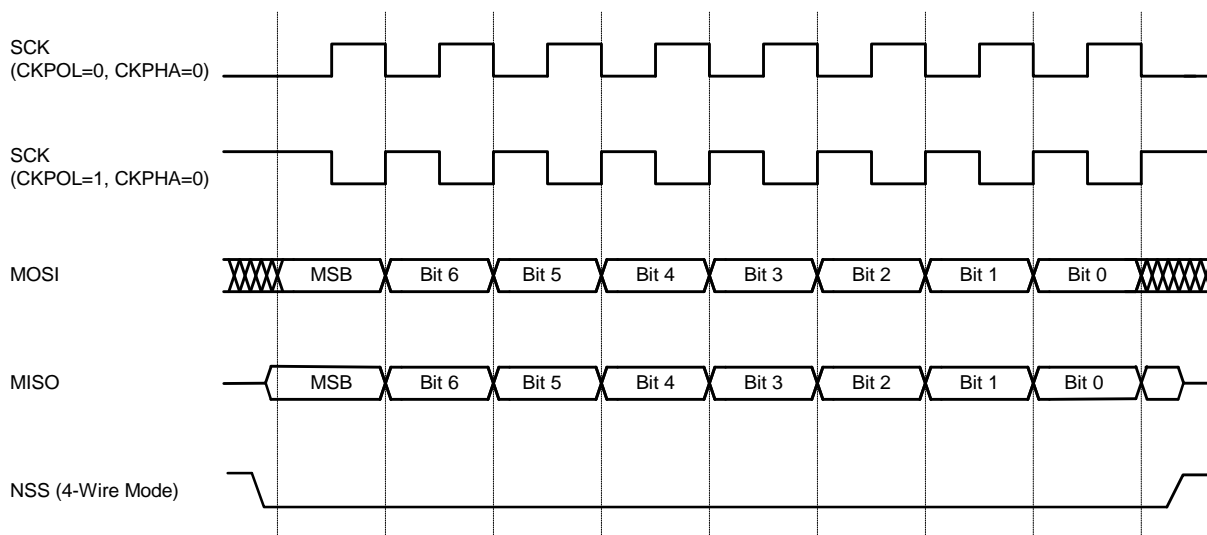 SCK
(CKPOL=0, CKPHA=0)
SCK
(CKPOL=1, CKPHA=0)
MOSI MSB Bit 6 Bit 5 Bit 4 Bit 3 Bit 2 Bit 1 Bit 0
MISO MSB Bit 6 Bit 5 Bit 4 Bit 3 Bit 2 Bit 1 Bit 0
NSS (4-Wire Mode)